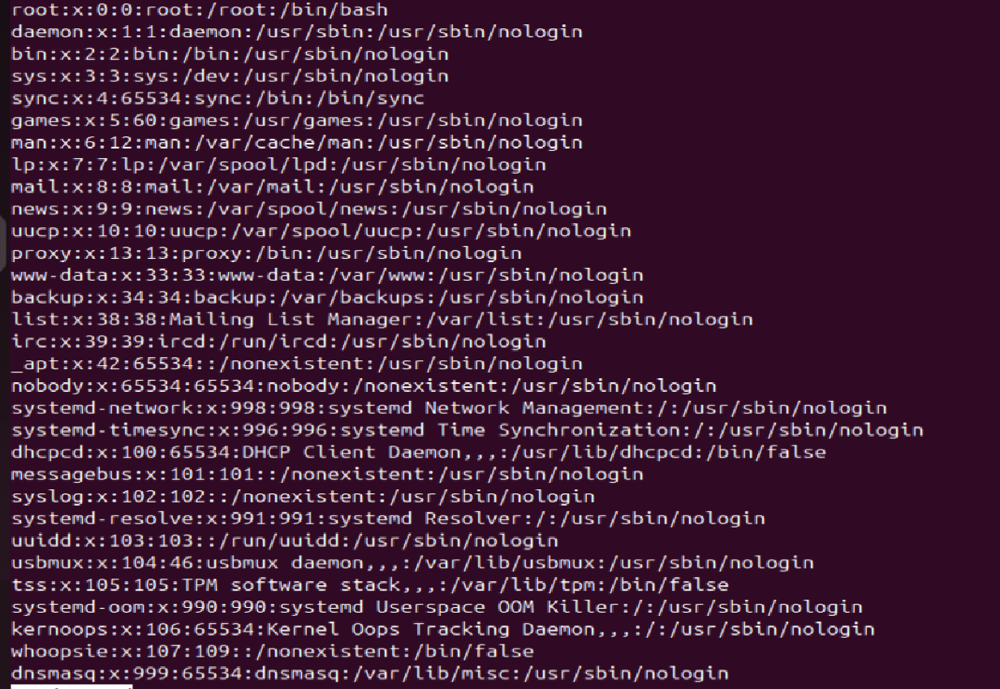 root:x:0:0:root:/root:/bin/bash
daemon:x:1:1:daemon:/usr/sbin:/usr/sbin/nologin
bin:x:2:2:bin:/bin:/usr/sbin/nologin
sys:x:3:3:sys:/dev:/usr/sbin/nologin
sync:x:4:65534:sync:/bin:/bin/sync
games:x:5:60:games:/usr/games:/usr/sbin/nologin
man:x:6:12:man:/var/cache/man:/usr/sbin/nologin
lp:x:7:7:lp:/var/spool/lpd:/usr/sbin/nologin
mail:x:8:8:mail:/var/mail:/usr/sbin/nologin
news:x:9:9:news:/var/spool/news:/usr/sbin/nologin
uucp:x:10:10:uucp:/var/spool/uucp:/usr/sbin/nologin
proxy:x:13:13:proxy:/bin:/usr/sbin/nologin
www-data:x:33:33:www-data:/var/www:/usr/sbin/nologin
backup:x:34:34:backup:/var/backups:/usr/sbin/nologin
list:x:38:38:Mailing List Manager:/var/list:/usr/sbin/nologin
irc:x:39:39:ircd:/run/ircd:/usr/sbin/nologin
_apt:x:42:65534::/nonexistent:/usr/sbin/nologin
nobody:x:65534:65534:nobody:/nonexistent:/usr/sbin/nologin
systemd-network:x:998:998:systemd Network Management:/:/usr/sbin/nologin
systemd-timesync:x:996:996:systemd Time Synchronization:/:/usr/sbin/nologin
dhcpcd:x:100:65534:DHCP Client Daemon,,,:/usr/lib/dhcpcd:/bin/false
messagebus:x:101:101::/nonexistent:/usr/sbin/nologin
syslog:x:102:102::/nonexistent:/usr/sbin/nologin
systemd-resolve:x:991:991:systemd Resolver:/:/usr/sbin/nologin
uuidd:x:103:103::/run/uuidd:/usr/sbin/nologin
usbmux:x:104:46:usbmux daemon,,,:/var/lib/usbmux:/usr/sbin/nologin
tss:x:105:105:TPM software stack,,,:/var/lib/tpm:/bin/false
systemd-oom:x:990:990:systemd Userspace OOM Killer:/:/usr/sbin/nologin
kernoops:x:106:65534:Kernel Oops Tracking Daemon,,,:/:/usr/sbin/nologin
whoopsie:x:107:109::/nonexistent:/bin/false
dnsmasq:x:999:65534:dnsmasq:/var/lib/misc:/usr/sbin/nologin